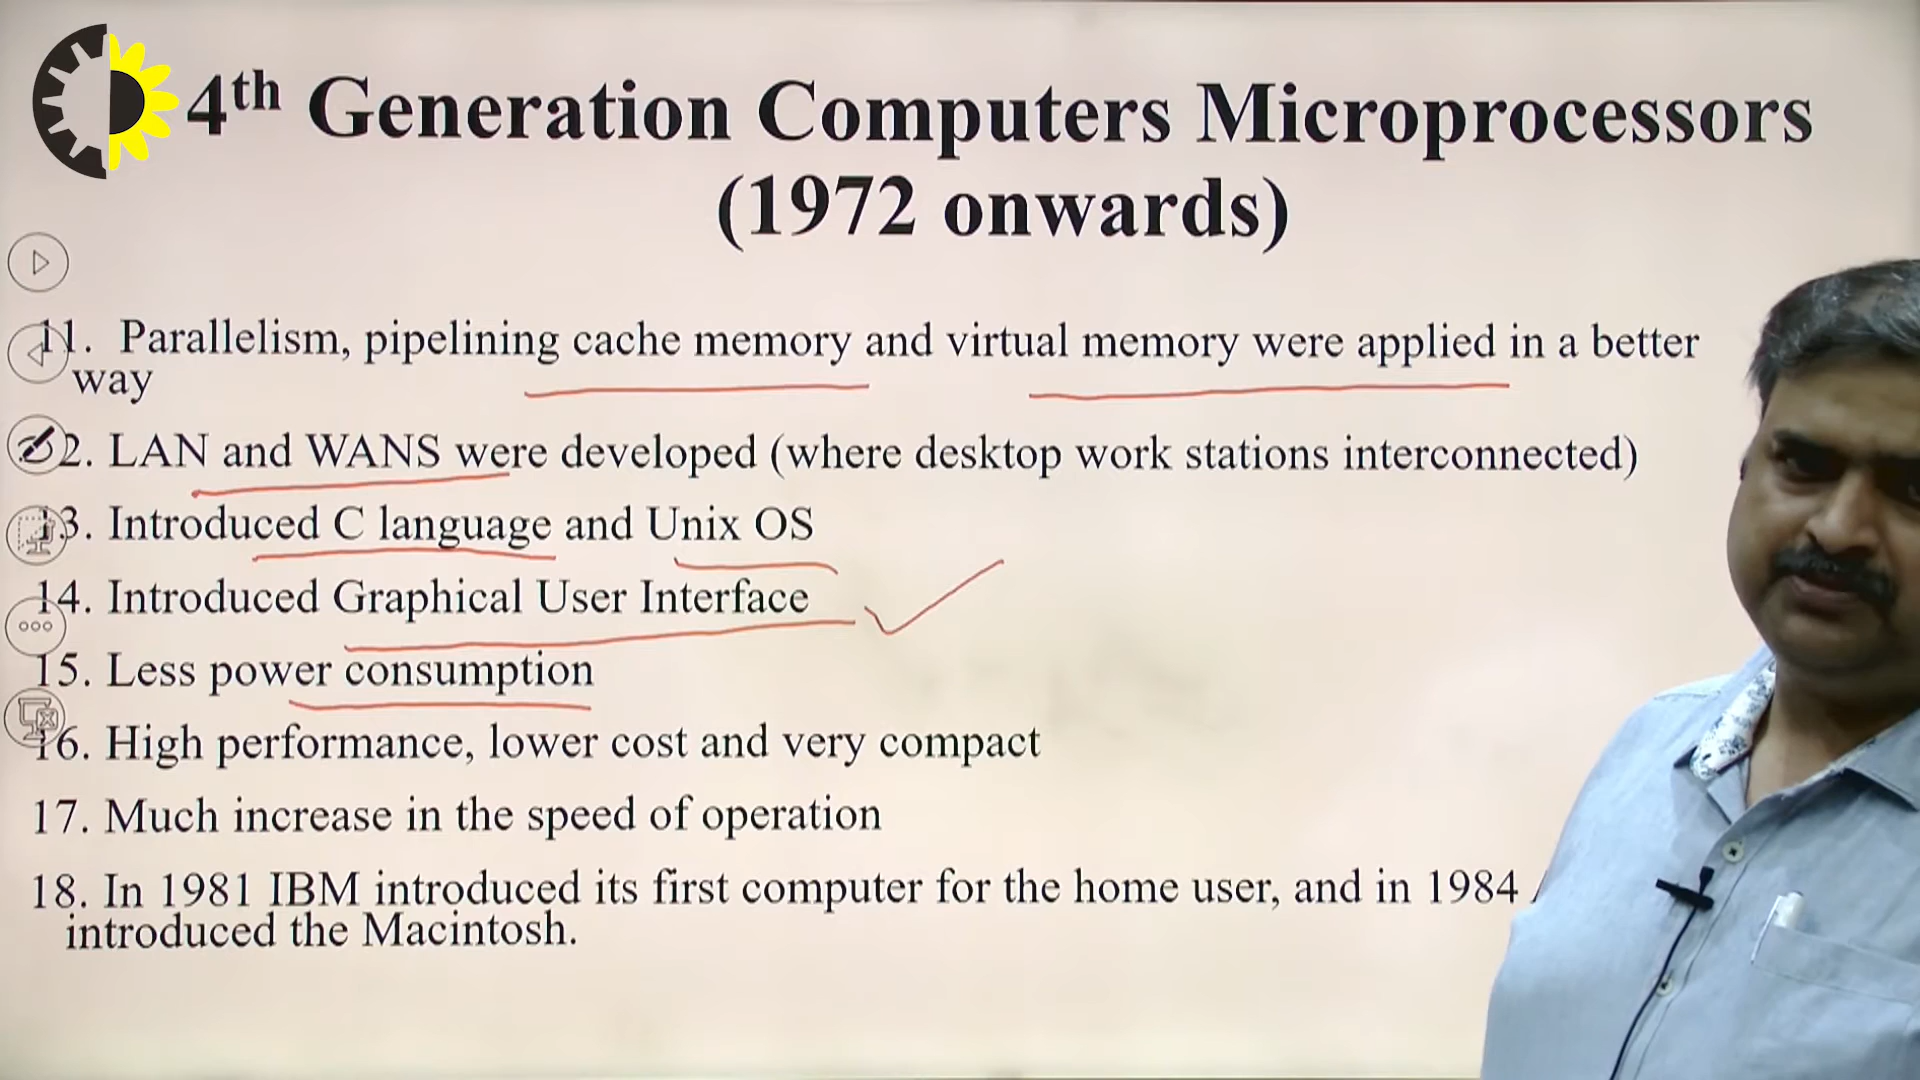 4th Generation Computers Microprocessors
(1972 onwards)
11. Parallelism, pipelining cache memory and virtual memory were applied in a better
way
2. LAN and WANS were developed (where desktop work stations interconnected)
13. Introduced C language and Unix OS
14. Introduced Graphical User Interface
15. Less power consumption
16. High performance, lower cost and very compact
17. Much increase in the speed of operation
18. In 1981 IBM introduced its first computer for the home user, and in 1984
introduced the Macintosh.